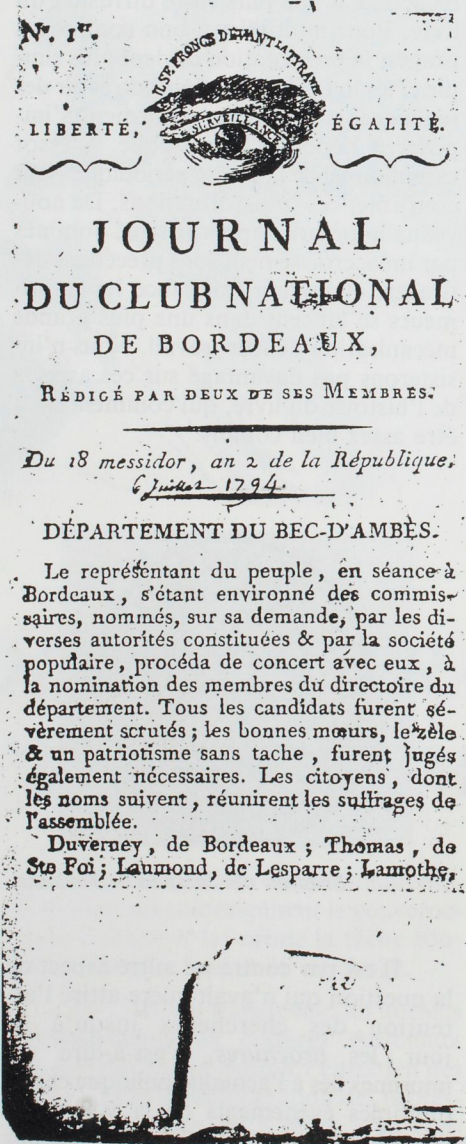 N°. 1er.
IL SE FRONCE DEVANT LA TYRANIE
LIBERTÉ,
SURVEILLANCE
ÉGALITÉ.
JOURNAL
DU CLUB NATIONAL
DE BORDEAUX,
RÉDIGÉ PAR DEUX DE SES MEMBRES.
Du 18 messidor, an 2 de la République.
6 Juillet 1794.
DÉPARTEMENT DU BEC-D'AMBÈS.
Le représentant du peuple, en séance à
Bordeaux, s'étant environné des commis-
saires, nommés, sur sa demande, par les di-
verses autorités constituées & par la société
populaire, procéda de concert avec eux, à
la nomination des membres du directoire du
département. Tous les candidats furent sé-
vèrement scrutés ; les bonnes mœurs, le zèle
& un patriotisme sans tache, furent jugés
également nécessaires. Les citoyens, dont
les noms suivent, réunirent les suffrages de
l'assemblée.
Duverney, de Bordeaux ; Thomas, de
Ste Foi ; Laumond, de Lesparre ; Lamothe,